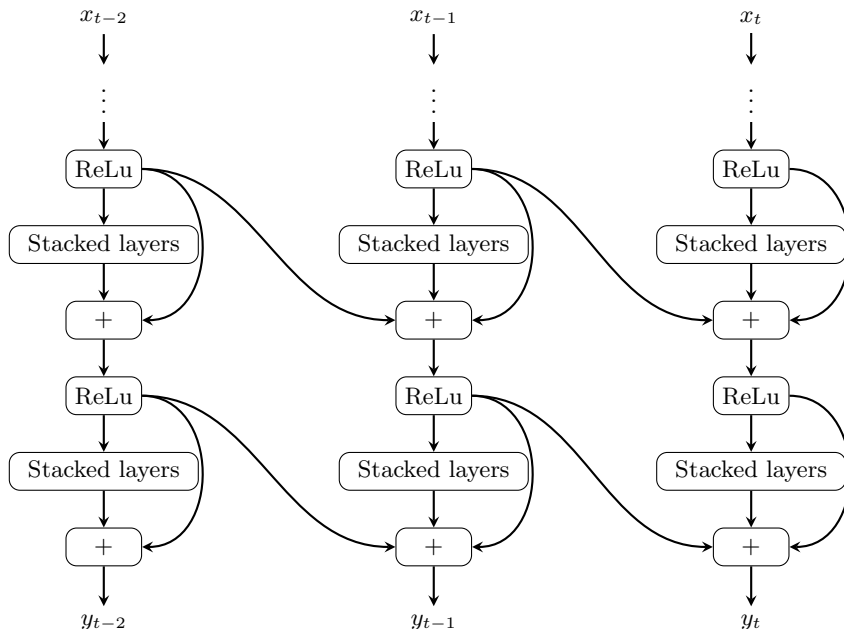 x_{t-2} x_{t-1} x_t
⋮ ⋮ ⋮
ReLu ReLu ReLu
Stacked layers Stacked layers Stacked layers
+ + +
ReLu ReLu ReLu
Stacked layers Stacked layers Stacked layers
+ + +
y_{t-2} y_{t-1} y_t